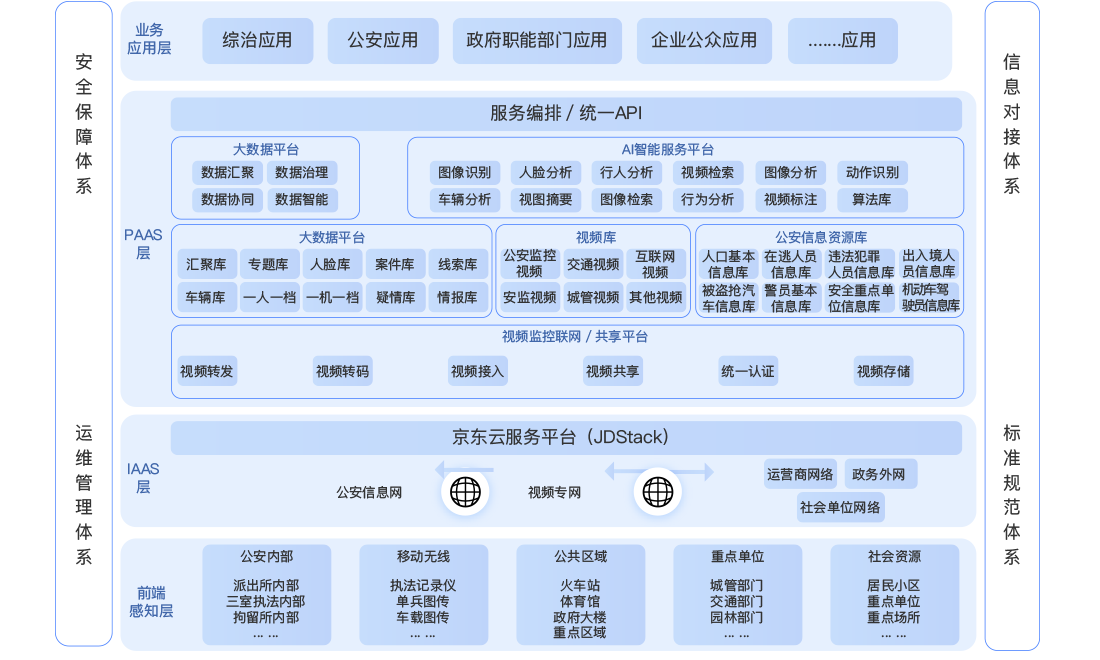 安全保障体系
运维管理体系
业务
应用层
综治应用
公安应用
政府职能部门应用
企业公众应用
.......应用
PAAS
层
服务编排 / 统一API
大数据平台
数据汇聚
数据治理
数据协同
数据智能
AI智能服务平台
图像识别
人脸分析
行人分析
视频检索
图像分析
动作识别
车辆分析
视图摘要
图像检索
行为分析
视频标注
算法库
大数据平台
汇聚库
专题库
人脸库
案件库
线索库
车辆库
一人一档
一机一档
疑情库
情报库
视频库
公安监控
视频
交通视频
互联网
视频
安监视频
城管视频
其他视频
公安信息资源库
人口基本
信息库
在逃人员
信息库
违法犯罪
人员信息库
出入境人
员信息库
被盗抢汽
车信息库
警员基本
信息库
安全重点单
位信息库
机动车驾
驶员信息库
视频监控联网 / 共享平台
视频转发
视频转码
视频接入
视频共享
统一认证
视频存储
IAAS
层
京东云服务平台（JDStack）
公安信息网
视频专网
运营商网络
政务外网
社会单位网络
前端
感知层
公安内部
派出所内部
三室执法内部
拘留所内部
... ...
移动无线
执法记录仪
单兵图传
车载图传
... ...
公共区域
火车站
体育馆
政府大楼
重点区域
重点单位
城管部门
交通部门
园林部门
... ...
社会资源
居民小区
重点单位
重点场所
... ...
信息对接体系
标准规范体系